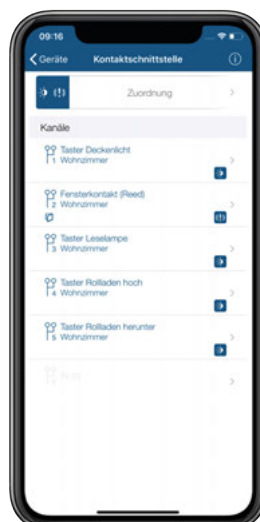 09:16
Geräte Kontaktschnittstelle
Zuordnung
Kanäle
Taster Deckenlicht
1 Wohnzimmer
Fensterkontakt (Reed)
2 Wohnzimmer
Taster Leselampe
3 Wohnzimmer
Taster Rollladen hoch
4 Wohnzimmer
Taster Rollladen herunter
5 Wohnzimmer